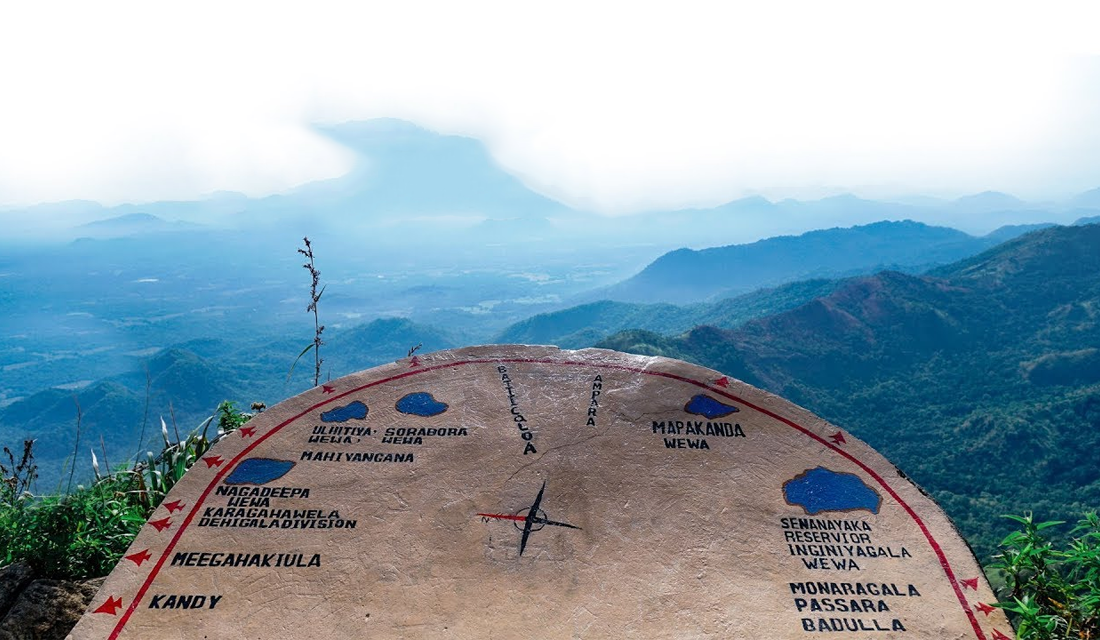 BATTICOLOA
AMPARA
ULHITIYA· SORABORA
WEWA· WEWA
MAHIYANGANA
MAPAKANDA
WEWA
NAGADEEPA
WEWA
KARAGAHAWELA
DEHIGALADIVISION
MEEGAHAKIULA
KANDY
SENANAYAKA
RESERVIOR
INGINIYAGALA
WEWA
MONARAGALA
PASSARA
BADULLA